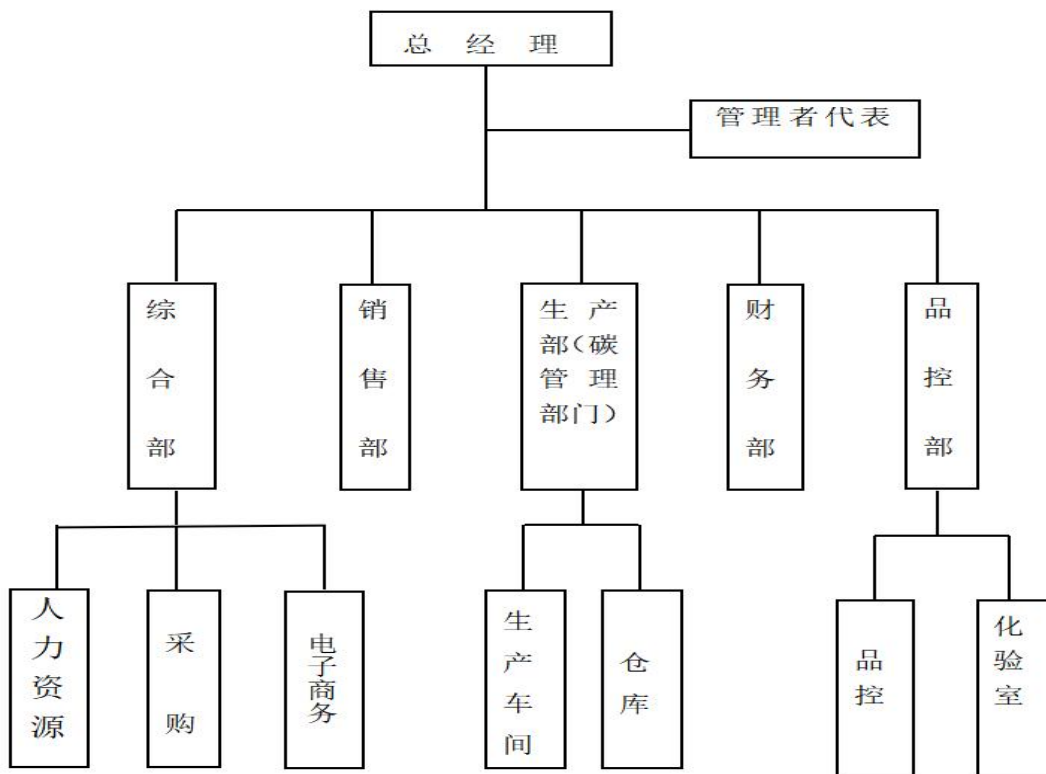 总经理
管理者代表
综合部
销售部
生产
部（碳
管理
部门）
财务部
品控部
人力资源
采购
电子商务
生产车间
仓库
品控
化验室